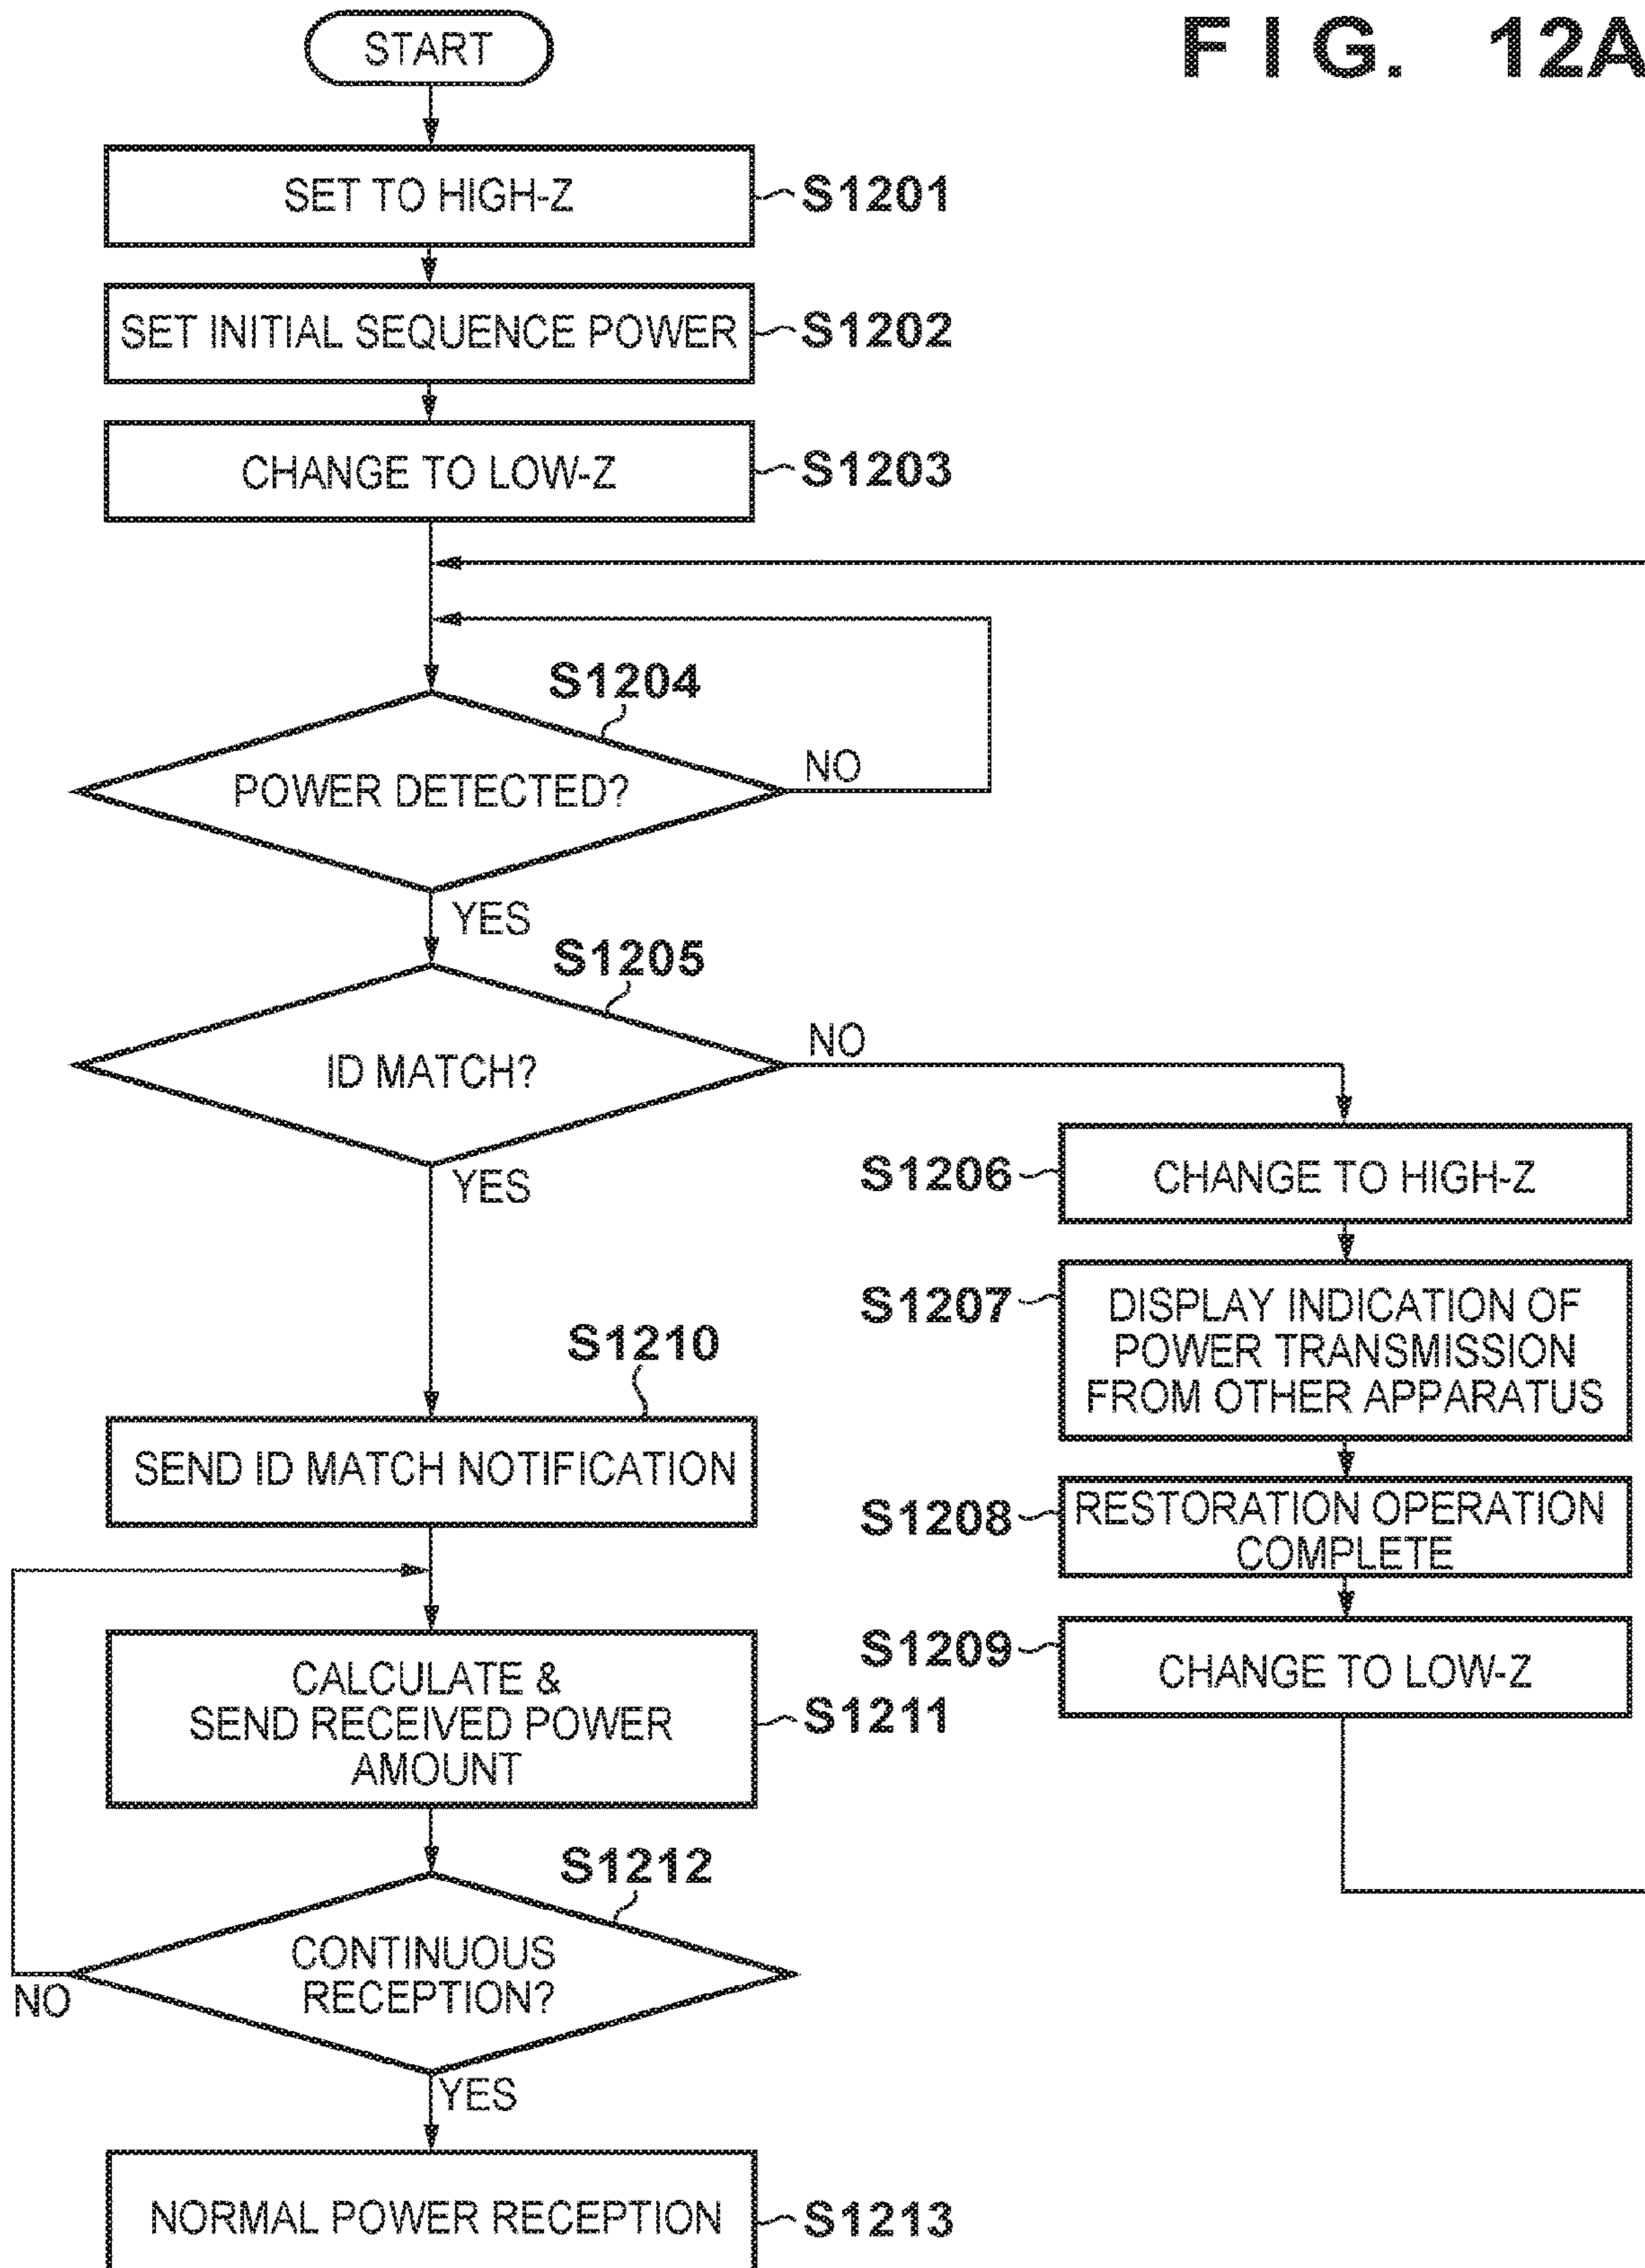 FIG. 12A
START
SET TO HIGH-Z
S1201
SET INITIAL SEQUENCE POWER
S1202
CHANGE TO LOW-Z
S1203
S1204
POWER DETECTED?
NO
YES
S1205
ID MATCH?
NO
YES
S1206
CHANGE TO HIGH-Z
S1207
DISPLAY INDICATION OF
POWER TRANSMISSION
FROM OTHER APPARATUS
S1208
RESTORATION OPERATION
COMPLETE
S1209
CHANGE TO LOW-Z
S1210
SEND ID MATCH NOTIFICATION
CALCULATE &
SEND RECEIVED POWER
AMOUNT
S1211
S1212
CONTINUOUS
RECEPTION?
NO
YES
NORMAL POWER RECEPTION
S1213